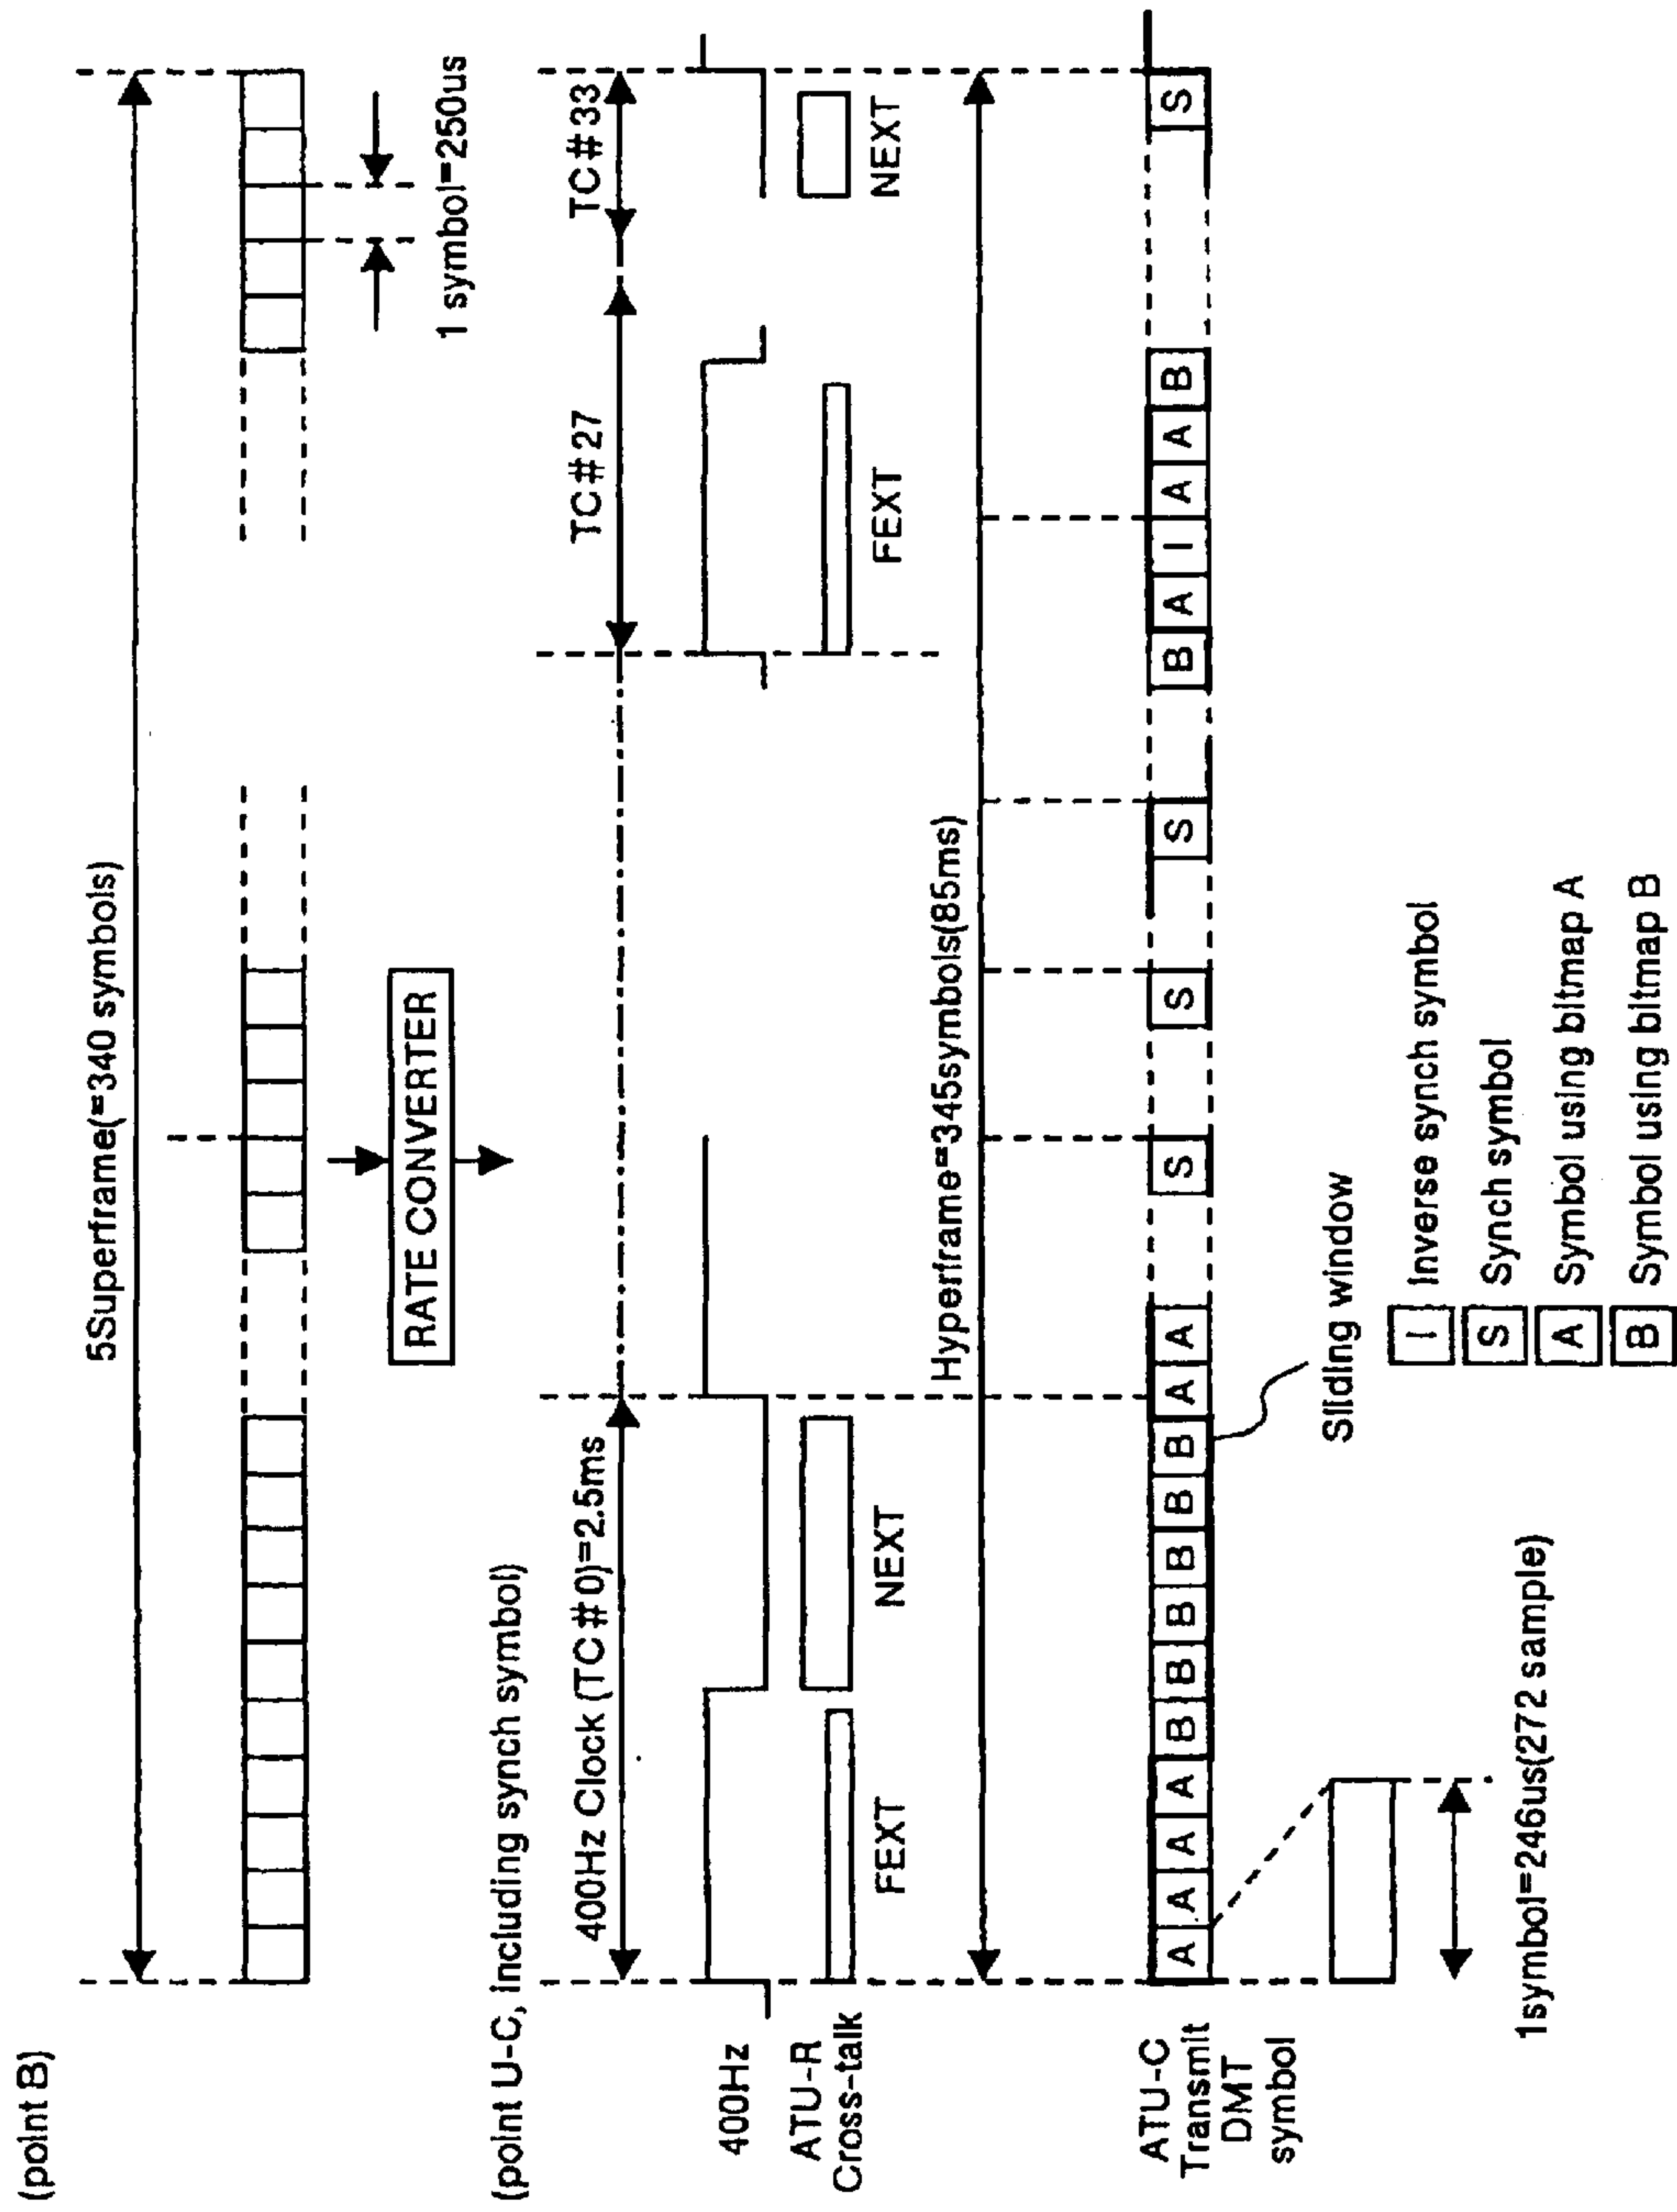 (point B)
5Superframe(=340 symbols)
1 symbol=250us
RATE CONVERTER
(point U-C, including synch symbol)
400Hz Clock (TC#0)=2.5ms
TC#27
TC#33
400Hz
ATU-R
Cross-talk
FEXT
NEXT
FEXT
NEXT
Hyperframe=345symbols(85ms)
ATU-C
Transmit
DMT
symbol
A A A A B B B B B B A A S S S B A I A A B S
Sliding window
1symbol=246us(272 sample)
I Inverse synch symbol
S Synch symbol
A Symbol using bitmap A
B Symbol using bitmap B